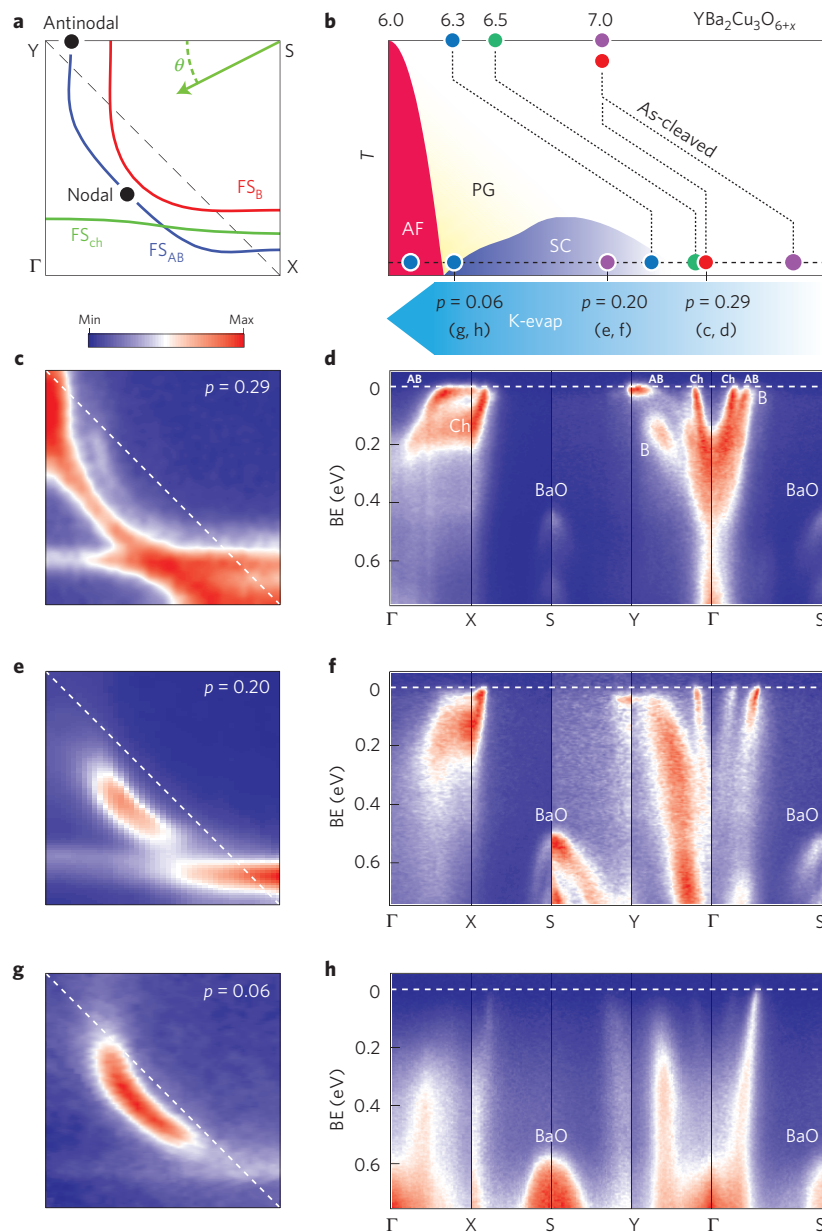 a
Antinodal
Y
S
θ
Nodal
FS_B
FS_ch
FS_AB
Γ
X
b
6.0 6.3 6.5 7.0 YBa₂Cu₃O₆₊ₓ
As-cleaved
T
PG
AF
SC
p = 0.06 p = 0.20 p = 0.29
(g, h) K-evap (e, f) (c, d)
Min Max
c
p = 0.29
d
AB AB Ch Ch AB
B
Ch
B
BaO BaO
0
0.2
0.4
0.6
BE (eV)
Γ X S Y Γ S
e
p = 0.20
f
0
0.2
0.4
0.6
BE (eV)
BaO BaO
Γ X S Y Γ S
g
p = 0.06
h
0
0.2
0.4
0.6
BE (eV)
BaO BaO
Γ X S Y Γ S